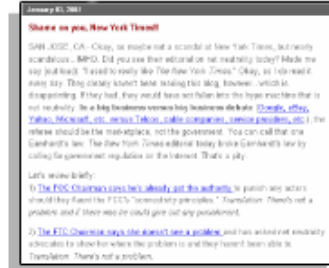 January 03, 2007
Shame on you, New York Times!!
SAN JOSE, CA - Okay, so maybe not a scandal at New York Times, but nearly
scandalous... IMHO. Did you see their editorial on net neutrality today? Made me
say (out loud), "I used to really like The New York Times." Okay, so I do read it
every day. They clearly haven't been reading this blog, however... which is
disappointing. If they had, they would have not fallen into the hype machine that is
net neutrality. In a big business versus big business debate (Google, eBay,
Yahoo, Microsoft, etc. versus Telcos, cable companies, service providers, etc.), the
referee should be the marketplace, not the government. You can call that one
Earnhardt's law. The New York Times editorial today broke Earnhardt's law by
calling for government regulation on the Internet. That's a pity.
Let's review briefly:
1) The FCC Chairman says he's already got the authority to punish any actors
should they flaunt the FCC's "connectivity principles." Translation: There's not a
problem and if there was he could give out any punishment.
2) The FTC Chairman says she doesn't see a problem and has asked net neutrality
advocates to show her where the problem is and they haven't been able to.
Translation: There's not a problem.